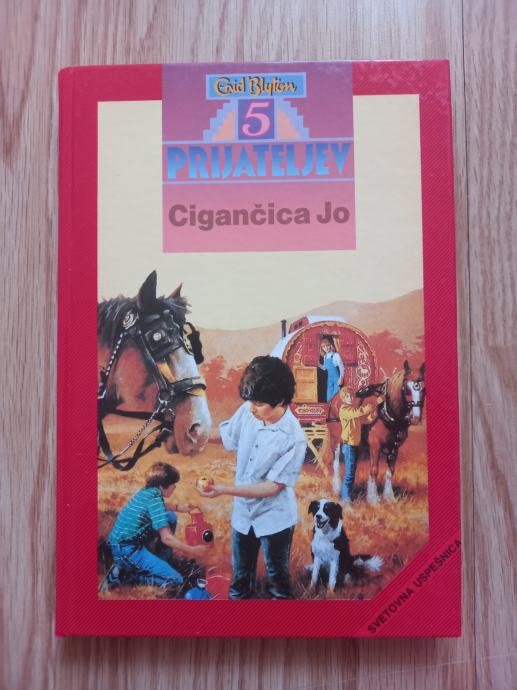 Enid Blyton
5
PRIJATELJEV
Cigančica Jo
SVETOVNA USPEŠNICA